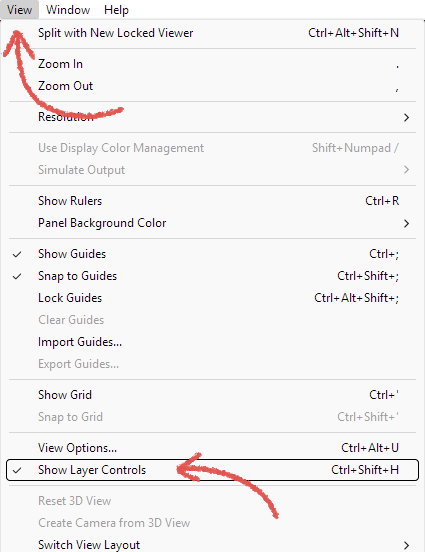 View Window Help
Split with New Locked Viewer Ctrl+Alt+Shift+N
Zoom In .
Zoom Out ,
Resolution
Use Display Color Management Shift+Numpad /
Simulate Output
Show Rulers Ctrl+R
Panel Background Color
Show Guides Ctrl+;
Snap to Guides Ctrl+Shift+;
Lock Guides Ctrl+Alt+Shift+;
Clear Guides
Import Guides...
Export Guides...
Show Grid Ctrl+'
Snap to Grid Ctrl+Shift+'
View Options... Ctrl+Alt+U
Show Layer Controls Ctrl+Shift+H
Reset 3D View
Create Camera from 3D View
Switch View Layout